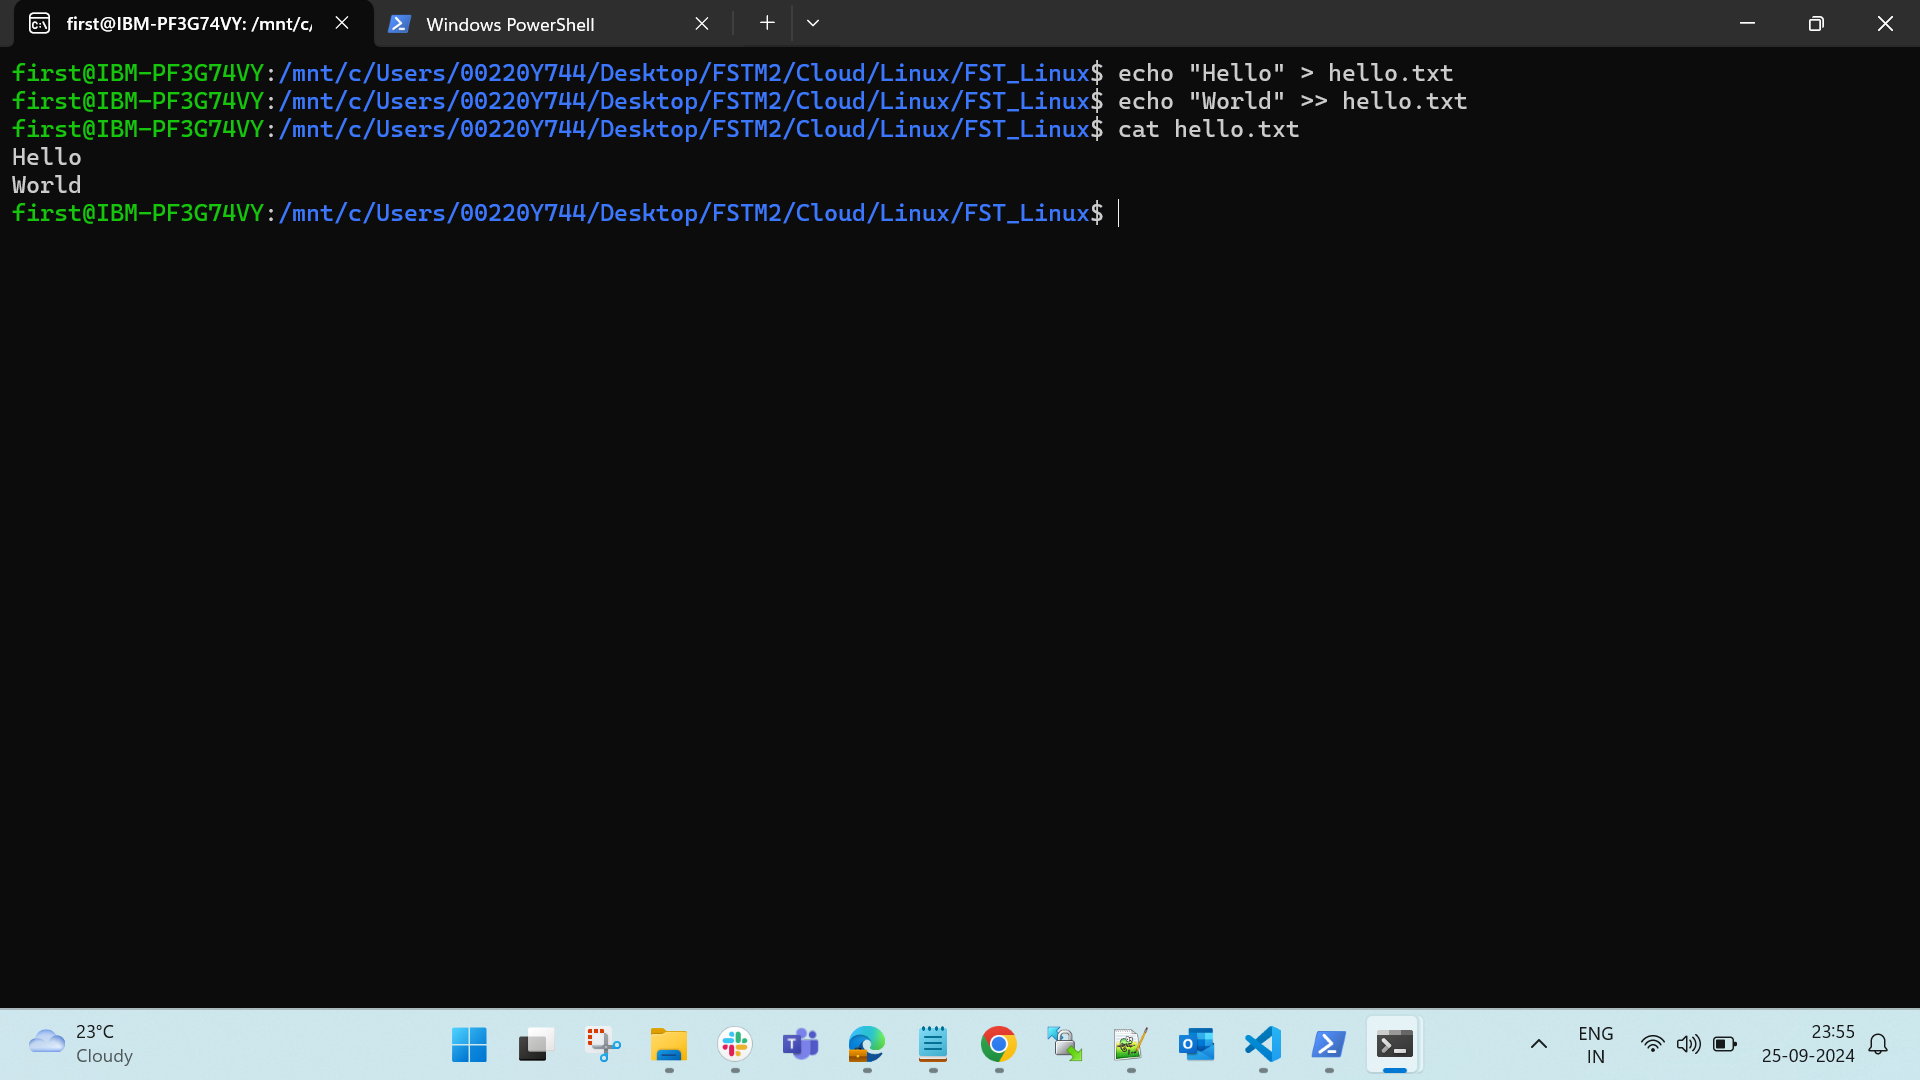 first@IBM-PF3G74VY: /mnt/c/
Windows PowerShell
first@IBM-PF3G74VY:/mnt/c/Users/00220Y744/Desktop/FSTM2/Cloud/Linux/FST_Linux$ echo "Hello" > hello.txt
first@IBM-PF3G74VY:/mnt/c/Users/00220Y744/Desktop/FSTM2/Cloud/Linux/FST_Linux$ echo "World" >> hello.txt
first@IBM-PF3G74VY:/mnt/c/Users/00220Y744/Desktop/FSTM2/Cloud/Linux/FST_Linux$ cat hello.txt
Hello
World
first@IBM-PF3G74VY:/mnt/c/Users/00220Y744/Desktop/FSTM2/Cloud/Linux/FST_Linux$
23°C
Cloudy
ENG
IN
23:55
25-09-2024